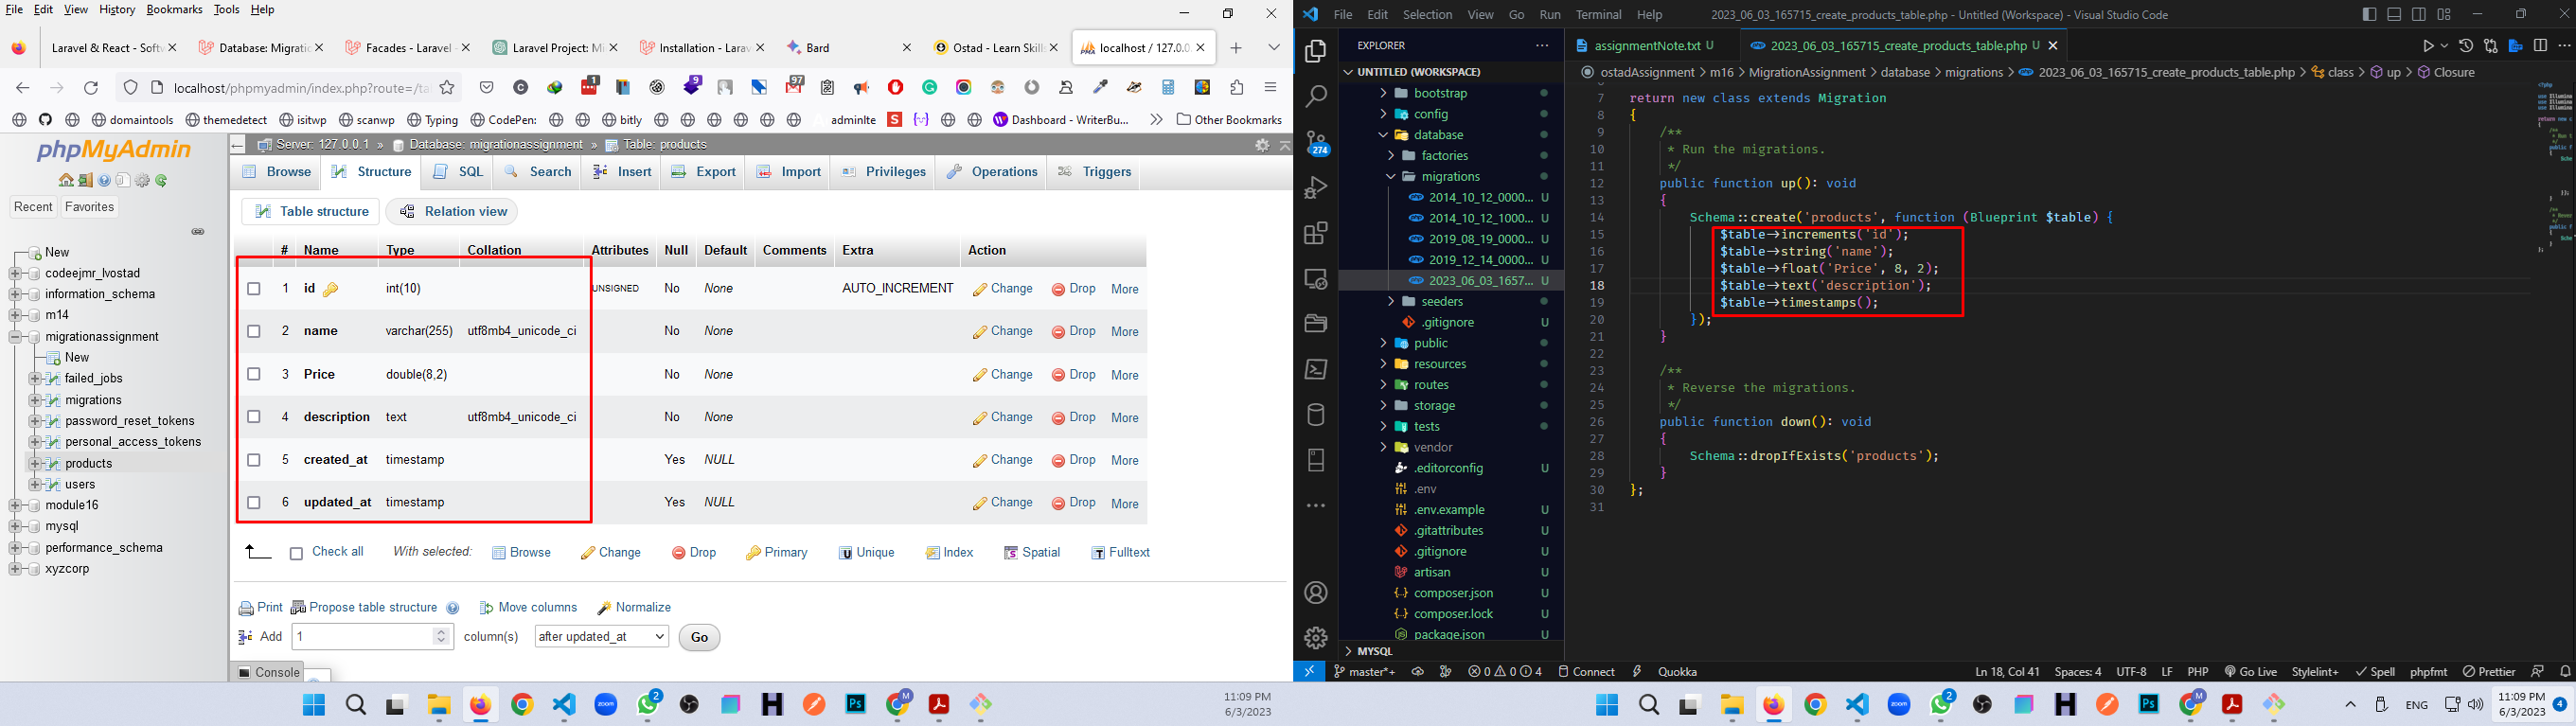 File Edit View History Bookmarks Tools Help
Laravel & React - Softw
Database: Migratio
Facades - Laravel -
Laravel Project: Mi
Installation - Larav
Bard
Ostad - Learn Skills
localhost / 127.0.0.
localhost/phpmyadmin/index.php?route=/ta
1
9
97
domaintools themedetect isitwp scanwp Typing CodePen: bitly adminlte Dashboard - WriterBu... Other Bookmarks
phpMyAdmin
Recent Favorites
New
codeejmr_lvostad
information_schema
m14
migrationassignment
New
failed_jobs
migrations
password_reset_tokens
personal_access_tokens
products
users
module16
mysql
performance_schema
xyzcorp
Server: 127.0.0.1 » Database: migrationassignment » Table: products
Browse Structure SQL Search Insert Export Import Privileges Operations Triggers
Table structure Relation view
# Name Type Collation Attributes Null Default Comments Extra Action
1 id int(10) UNSIGNED No None AUTO_INCREMENT Change Drop More
2 name varchar(255) utf8mb4_unicode_ci No None Change Drop More
3 Price double(8,2) No None Change Drop More
4 description text utf8mb4_unicode_ci No None Change Drop More
5 created_at timestamp Yes NULL Change Drop More
6 updated_at timestamp Yes NULL Change Drop More
Check all With selected: Browse Change Drop Primary Unique Index Spatial Fulltext
Print Propose table structure Move columns Normalize
Add 1 column(s) after updated_at Go
Console
11:09 PM
6/3/2023
File Edit Selection View Go Run Terminal Help 2023_06_03_165715_create_products_table.php - Untitled (Workspace) - Visual Studio Code
EXPLORER
UNTITLED (WORKSPACE)
bootstrap
config
database
factories
migrations
2014_10_12_0000... U
2014_10_12_1000... U
2019_08_19_0000... U
2019_12_14_0000... U
2023_06_03_1657... U
seeders
.gitignore U
public
resources
routes
storage
tests
vendor
.editorconfig U
.env
.env.example U
.gitattributes U
.gitignore U
artisan U
composer.json U
composer.lock U
package.json U
MYSQL
274
assignmentNote.txt U 2023_06_03_165715_create_products_table.php U
ostadAssignment > m16 > MigrationAssignment > database > migrations > 2023_06_03_165715_create_products_table.php > class > up > Closure
7 return new class extends Migration
8 {
9 /**
10 * Run the migrations.
11 */
12 public function up(): void
13 {
14 Schema::create('products', function (Blueprint $table) {
15 $table->increments('id');
16 $table->string('name');
17 $table->float('Price', 8, 2);
18 $table->text('description');
19 $table->timestamps();
20 });
21 }
22
23 /**
24 * Reverse the migrations.
25 */
26 public function down(): void
27 {
28 Schema::dropIfExists('products');
29 }
30 };
31
master*+ 0 0 4 Connect Quokka Ln 18, Col 41 Spaces: 4 UTF-8 LF PHP Go Live Stylelint+ Spell phpfmt Prettier
ENG
11:09 PM
6/3/2023
4